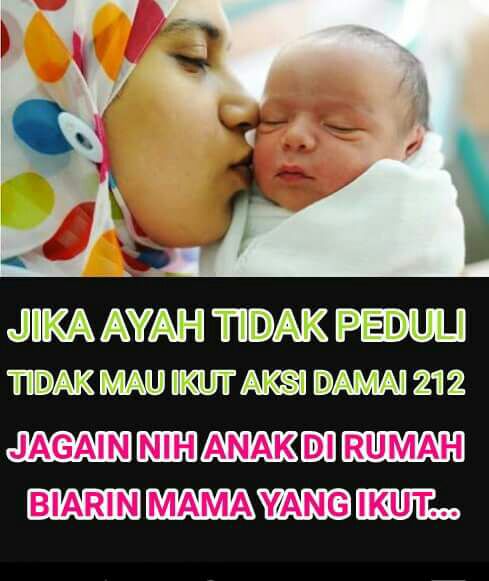 JIKA AYAH TIDAK PEDULI
TIDAK MAU IKUT AKSI DAMAI 212
JAGAIN NIH ANAK DI RUMAH
BIARIN MAMA YANG IKUT...